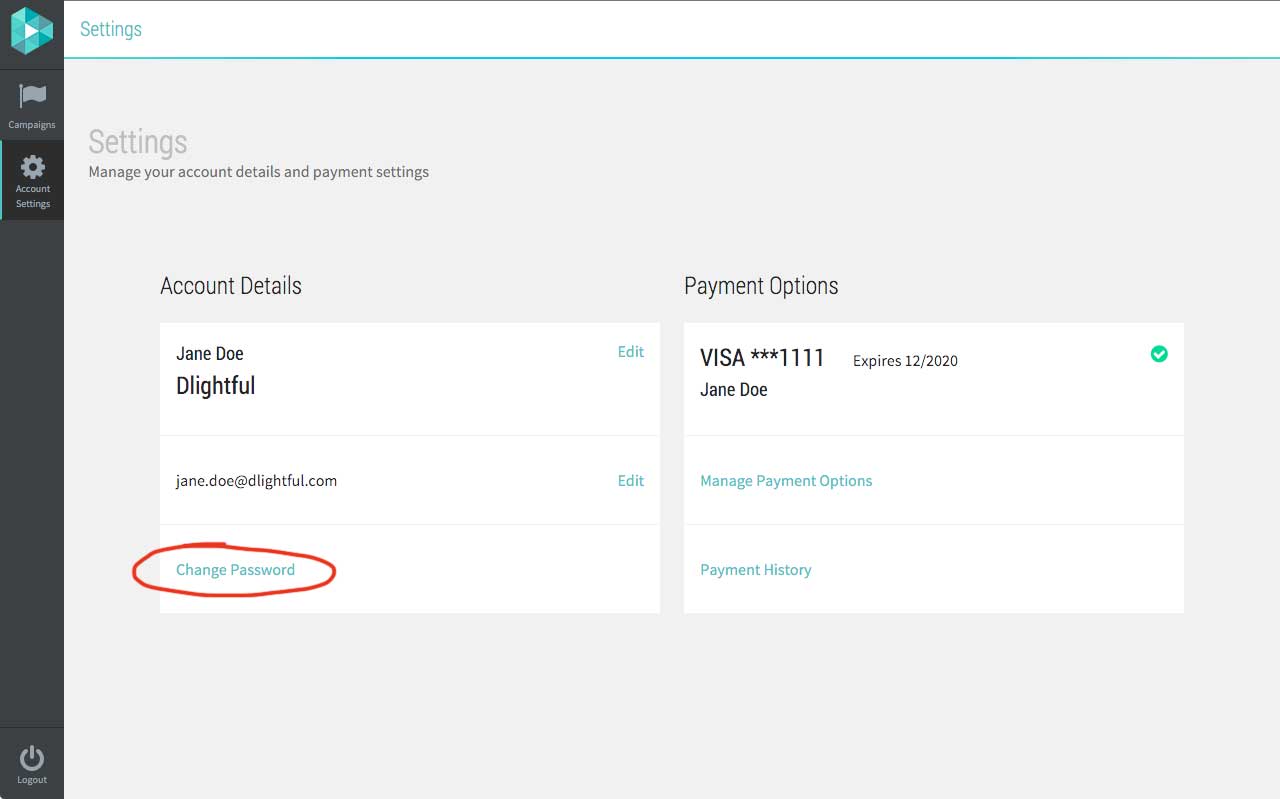 Settings
Campaigns
Account
Settings
Logout
Settings
Manage your account details and payment settings
Account Details
Jane Doe
Edit
Dlightful
jane.doe@dlightful.com
Edit
Change Password
Payment Options
VISA ***1111 Expires 12/2020
Jane Doe
Manage Payment Options
Payment History